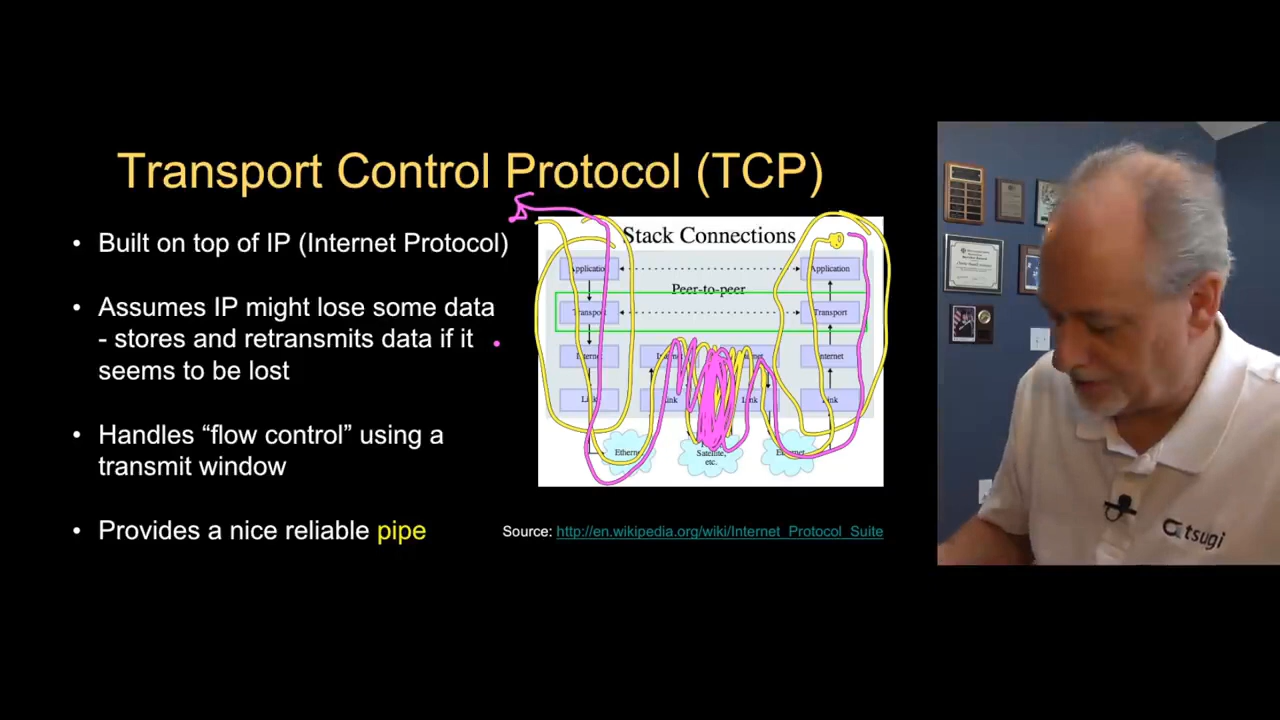 Transport Control Protocol (TCP)
• Built on top of IP (Internet Protocol)
• Assumes IP might lose some data
- stores and retransmits data if it
seems to be lost
• Handles “flow control” using a
transmit window
• Provides a nice reliable pipe
Stack Connections
Application Application
Peer-to-peer
Transport Transport
Internet Internet
Link Link
Satellite,
etc.
Source: http://en.wikipedia.org/wiki/Internet_Protocol_Suite
tsugi